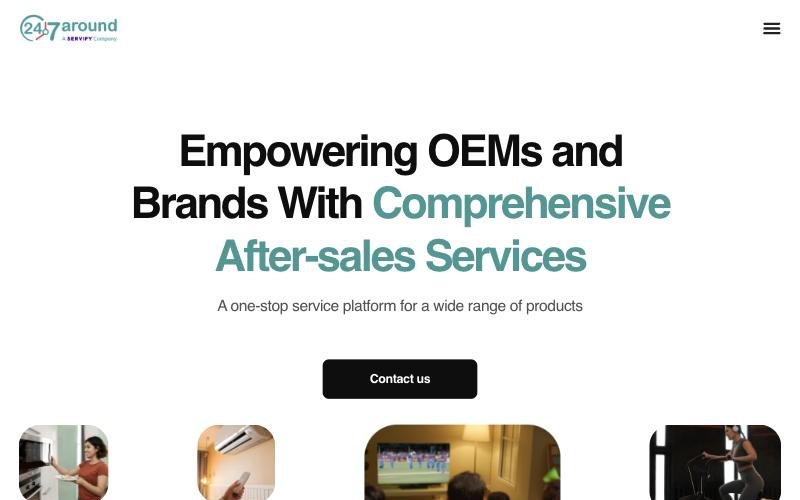 247around
A SERVIFY Company
Empowering OEMs and
Brands With Comprehensive
After-sales Services
A one-stop service platform for a wide range of products
Contact us